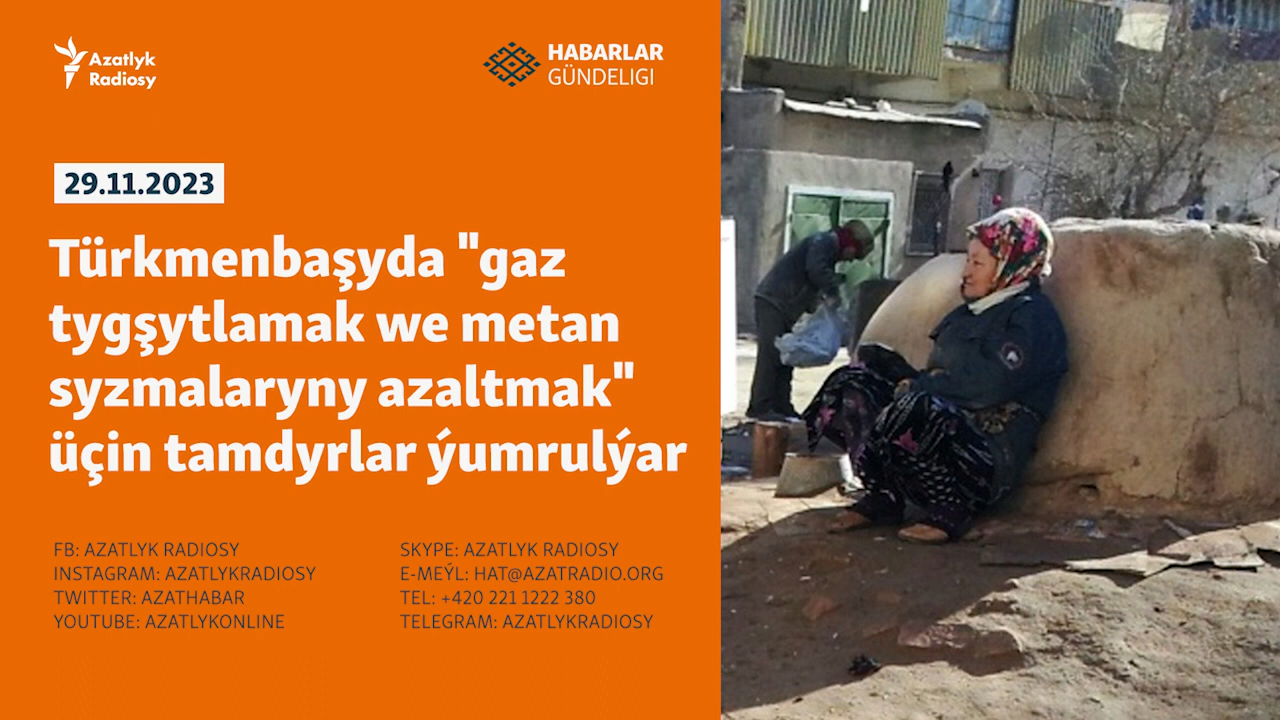 Azatlyk
Radiosy
HABARLAR
GÜNDELIGI
29.11.2023
Türkmenbaşyda "gaz
tygşytlamak we metan
syzmalaryny azaltmak"
üçin tamdyrlar ýumrulýar
FB: AZATLYK RADIOSY
INSTAGRAM: AZATLYKRADIOSY
TWITTER: AZATHABAR
YOUTUBE: AZATLYKONLINE
SKYPE: AZATLYK RADIOSY
E-MEÝL: HAT@AZATRADIO.ORG
TEL: +420 221 1222 380
TELEGRAM: AZATLYKRADIOSY